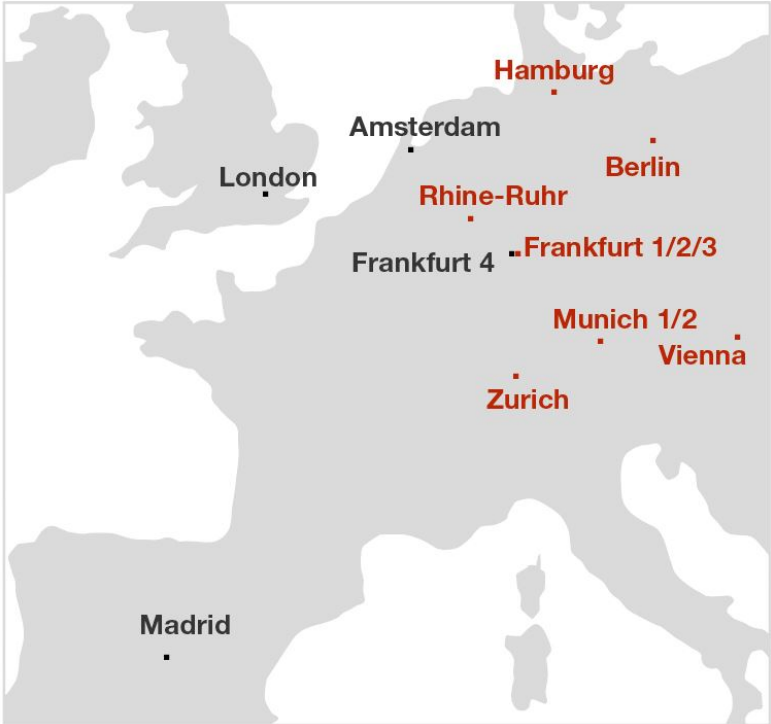 Hamburg
Amsterdam
Berlin
London
Rhine-Ruhr
Frankfurt 1/2/3
Frankfurt 4
Munich 1/2
Vienna
Zurich
Madrid